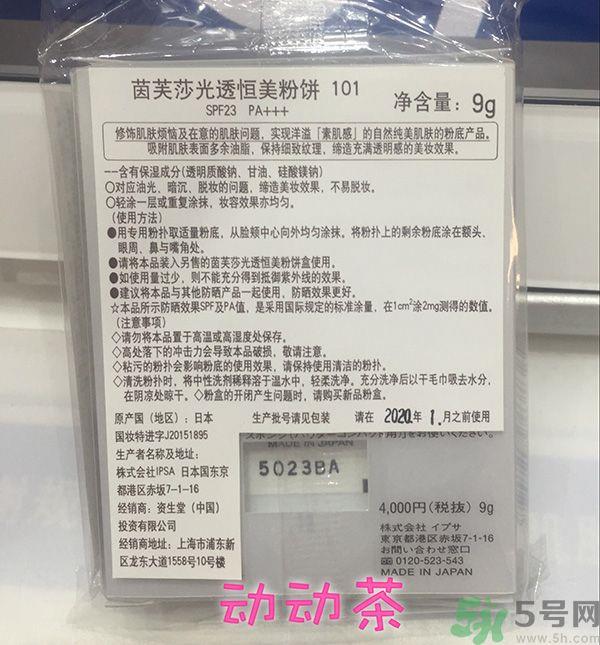 茵芙莎光透恒美粉饼 101
SPF23 PA+++
净含量: 9g
修饰肌肤烦恼及在意的肌肤问题,实现洋溢「素肌感」的自然纯美肌肤的粉底产品。
吸附肌肤表面多余油脂,保持细致纹理,缔造充满透明感的美妆效果。
--含有保湿成分(透明质酸钠、甘油、硅酸镁钠)
○对应油光、暗沉、脱妆的问题,缔造美妆效果,不易脱妆。
○轻涂一层或重复涂抹,妆容效果亦均匀。
(使用方法)
●用专用粉扑取适量粉底,从脸颊中心向外均匀涂抹。将粉扑上的剩余粉底涂在额头、
眼周、鼻与嘴角处。
●请将本品装入另售的茵芙莎光透恒美粉饼盒使用。
●如使用量过少,则不能充分得到抵御紫外线的效果。
●建议将本品与其他防晒产品一起使用,防晒效果更好。
☆本品所示防晒效果SPF及PA值,是采用国际规定的标准涂量,在1cm²涂2mg测得的数值。
(注意事项)
◇请勿将本品置于高温或高湿度处保存。
◇高处落下的冲击力会导致本品破损,敬请注意。
◇粘污的粉扑会影响粉底的使用效果,请保持使用清洁的粉扑。
◇清洗粉扑时,将中性洗剂稀释溶于温水中,轻柔洗净。充分洗净后以干毛巾吸去水分,
在阴凉处晾干。◇粉盒的开闭产生问题时,请购买新品粉盒。
原产国(地区):日本
生产批号请见包装
请在 2020年 1月之前使用
国妆特进字J20151895
生产者名称及地址:
株式会社IPSA 日本国东京
都港区赤坂7-1-16
经销商:资生堂(中国)
投资有限公司
经销商地址:上海市浦东新
区龙东大道1558号10号楼
MADE IN JAPAN
5023BA
4,000円(税抜) 9g
株式会社 イプサ
東京都港区赤坂7-1-16
お問い合わせ窓口
0120-523-543
MADE IN JAPAN
动动茶
5号网
www.5h.com